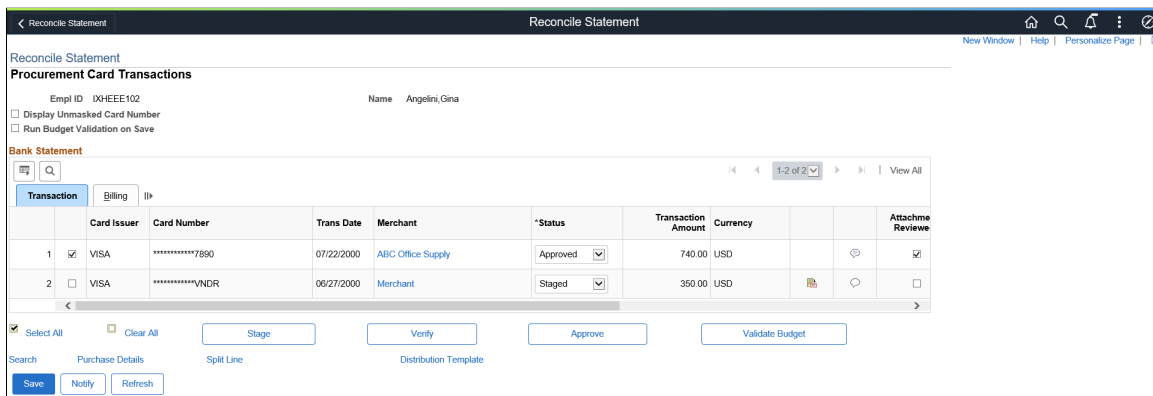 Reconcile Statement
Reconcile Statement
New Window | Help | Personalize Page |
Reconcile Statement
Procurement Card Transactions
Empl ID IXHEEE102 Name Angelini,Gina
Display Unmasked Card Number
Run Budget Validation on Save
Bank Statement
1-2 of 2 | View All
Transaction Billing
Card Issuer Card Number Trans Date Merchant *Status Transaction Amount Currency Attachme Reviewe
1 VISA ************7890 07/22/2000 ABC Office Supply Approved 740.00 USD
2 VISA ************VNDR 06/27/2000 Merchant Staged 350.00 USD
Select All Clear All Stage Verify Approve Validate Budget
Search Purchase Details Split Line Distribution Template
Save Notify Refresh